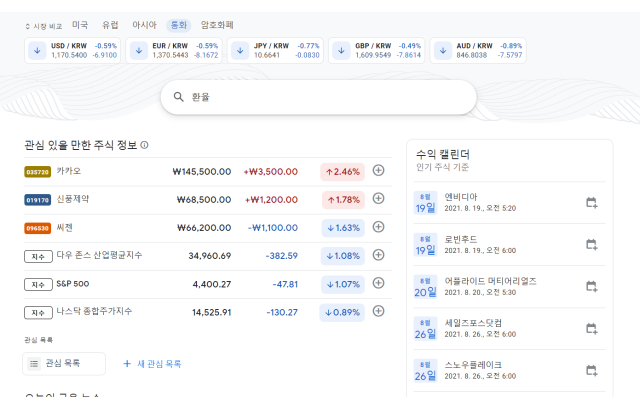 시장 비교 미국 유럽 아시아 통화 암호화폐
USD / KRW -0.59%
1,170.5400 -6.9100
EUR / KRW -0.59%
1,370.5443 -8.1672
JPY / KRW -0.77%
10.6641 -0.0830
GBP / KRW -0.49%
1,609.9549 -7.8614
AUD / KRW -0.89%
846.8038 -7.5797
환율
관심 있을 만한 주식 정보
035720 카카오 ₩145,500.00 +₩3,500.00 ↑2.46%
019170 신풍제약 ₩68,500.00 +₩1,200.00 ↑1.78%
096530 씨젠 ₩66,200.00 -₩1,100.00 ↓1.63%
지수 다우 존스 산업평균지수 34,960.69 -382.59 ↓1.08%
지수 S&P 500 4,400.27 -47.81 ↓1.07%
지수 나스닥 종합주가지수 14,525.91 -130.27 ↓0.89%
관심 목록
관심 목록 + 새 관심 목록
수익 캘린더
인기 주식 기준
8월
19일
엔비디아
2021. 8. 19., 오전 5:20
8월
19일
로빈후드
2021. 8. 19., 오전 6:00
8월
20일
어플라이드 머티어리얼즈
2021. 8. 20., 오전 5:30
8월
26일
세일즈포스닷컴
2021. 8. 26., 오전 6:00
8월
26일
스노우플레이크
2021. 8. 26., 오전 6:00